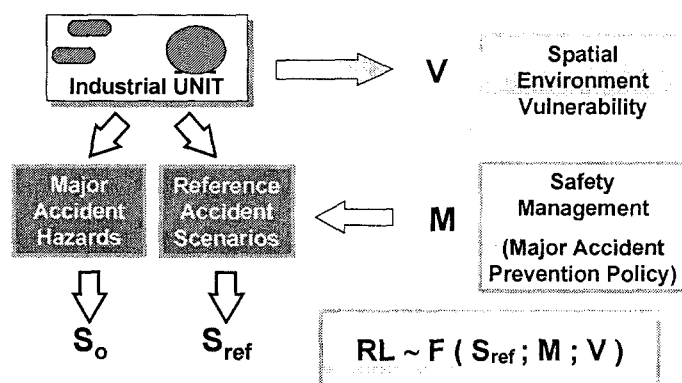 Industrial UNIT
V
Spatial
Environment
Vulnerability
Major
Accident
Hazards
Reference
Accident
Scenarios
M
Safety
Management
(Major Accident
Prevention Policy)
So
Sref
RL ~ F ( Sref ; M ; V )